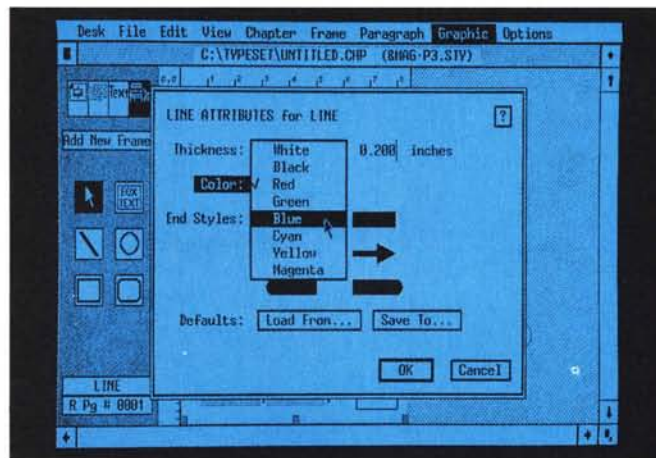 Desk File Edit View Chapter Frame Paragraph Graphic Options
C:\TYPESET\UNTITLED.CHP (&MAG-P3.STY)
Add New Frame
LINE ATTRIBUTES for LINE ?
Thickness: 0.200 inches
Color:
End Styles:
White
Black
Red
Green
Blue
Cyan
Yellow
Magenta
BOX
TEXT
Defaults: Load From... Save To...
OK Cancel
LINE
R Pg # 0001